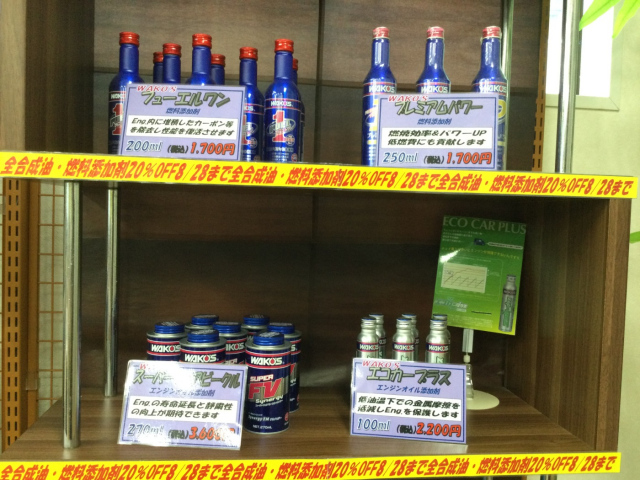 WAKO'S
フューエルワン
燃料添加剤
Eng.内に堆積したカーボン等
を除去し性能を復活させます
200ml (税込)1,700円
WAKO'S
プレミアムパワー
燃料添加剤
燃焼効率&パワーUP
低燃費にも貢献します
250ml (税込)1,700円
全合成油・燃料添加剤20%OFF8/28まで全合成油・燃料添加剤20%OFF8/28まで全合成油・燃料添加剤20%OFF8/28まで
ECO CAR PLUS
WAKO'S
WAKO'S
SUPER
FV
Synergy
スーパー
ビークル
エンジンオイル添加剤
Eng.の寿命延長と静粛性
の向上が期待できます
270ml (税込)3,600円
WAKO'S
WAKO'S
エコカープラス
エンジンオイル添加剤
低油温下での金属摩擦を
低減しEng.を保護します
100ml (税込)3,200円
全合成油・燃料添加剤20%OFF8/28まで全合成油・燃料添加剤20%OFF8/28まで全合成油・燃料添加剤20%OFF8/28まで